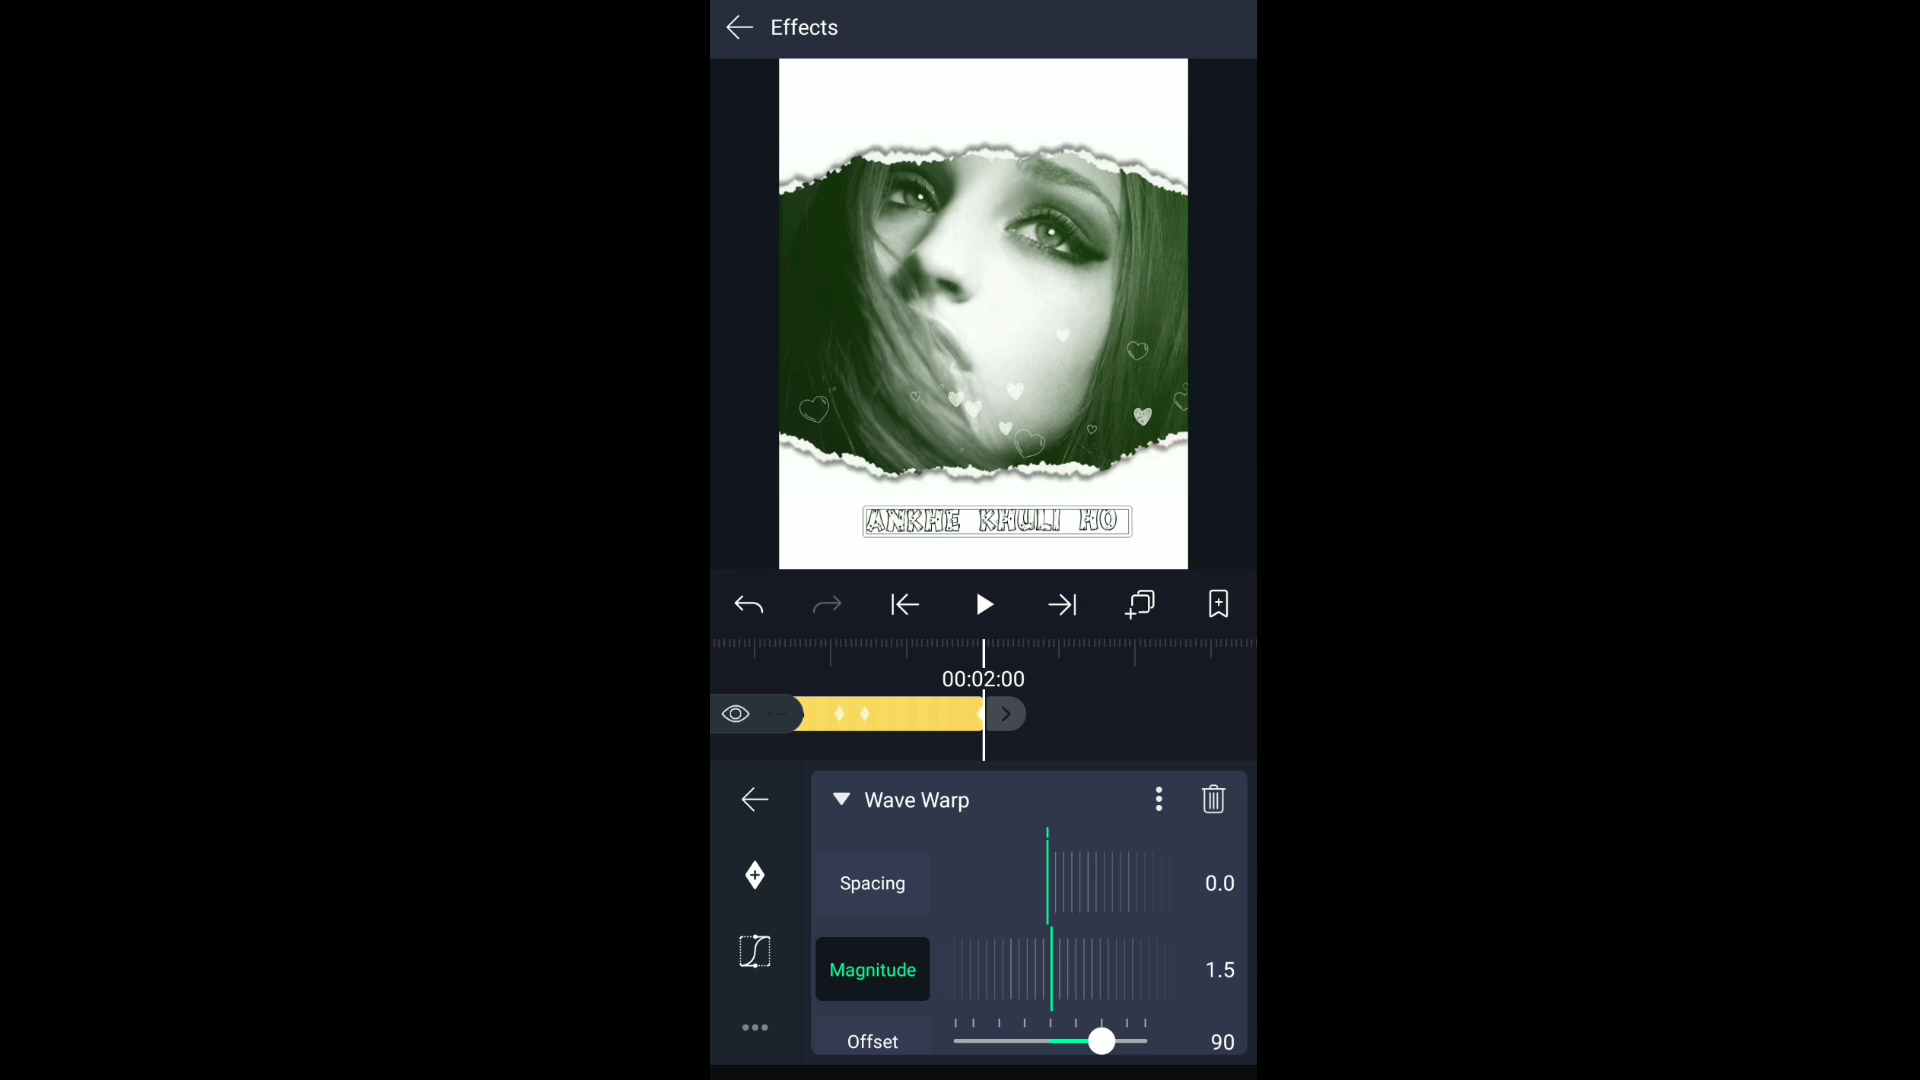 Effects
ANKHE KHULI HO
00:02:00
Wave Warp
Spacing
0.0
Magnitude
1.5
Offset
90